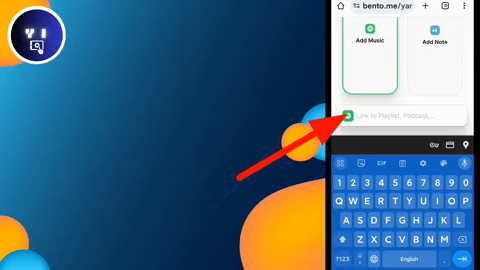 Y I
bento.me/yar
Add Music
Add Note
Link to Playlist, Podcast,...
GIF
1 2 3 4 5 6 7 8 9 0
Q W E R T Y U I O P
A S D F G H J K L
Z X C V B N M
?123 , English .